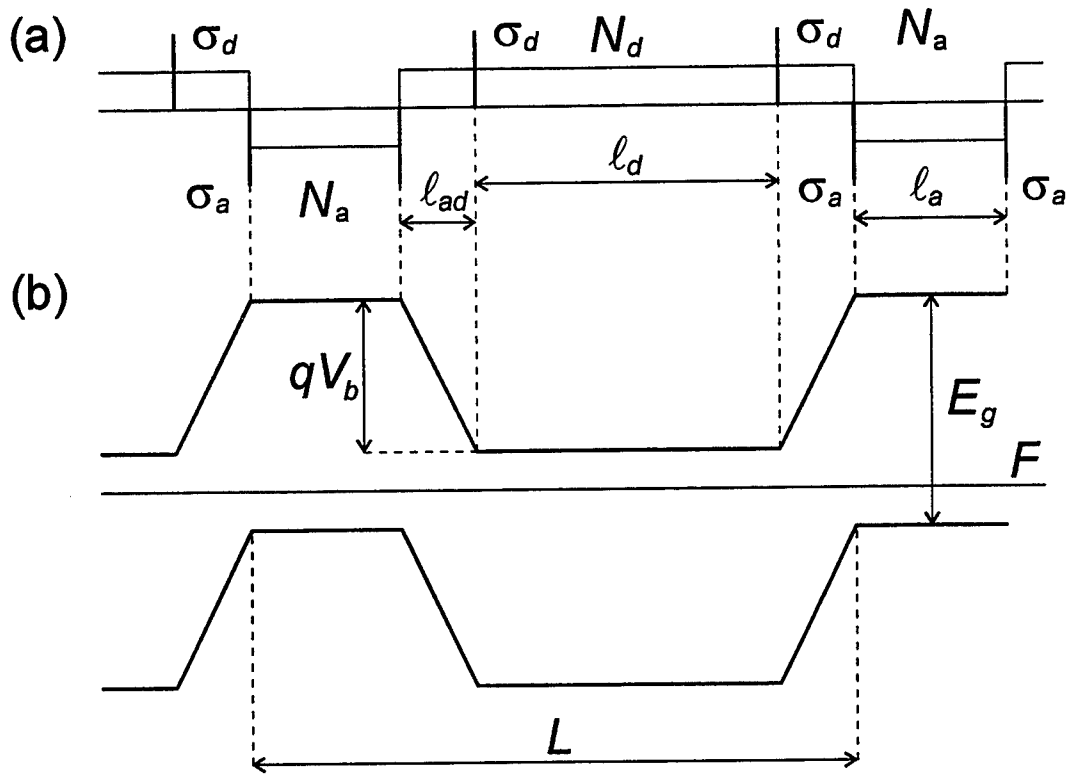 (a) σd σd Nd σd Na
ℓd
σa Na ℓad σa ℓa σa
(b)
qVb Eg
F
L